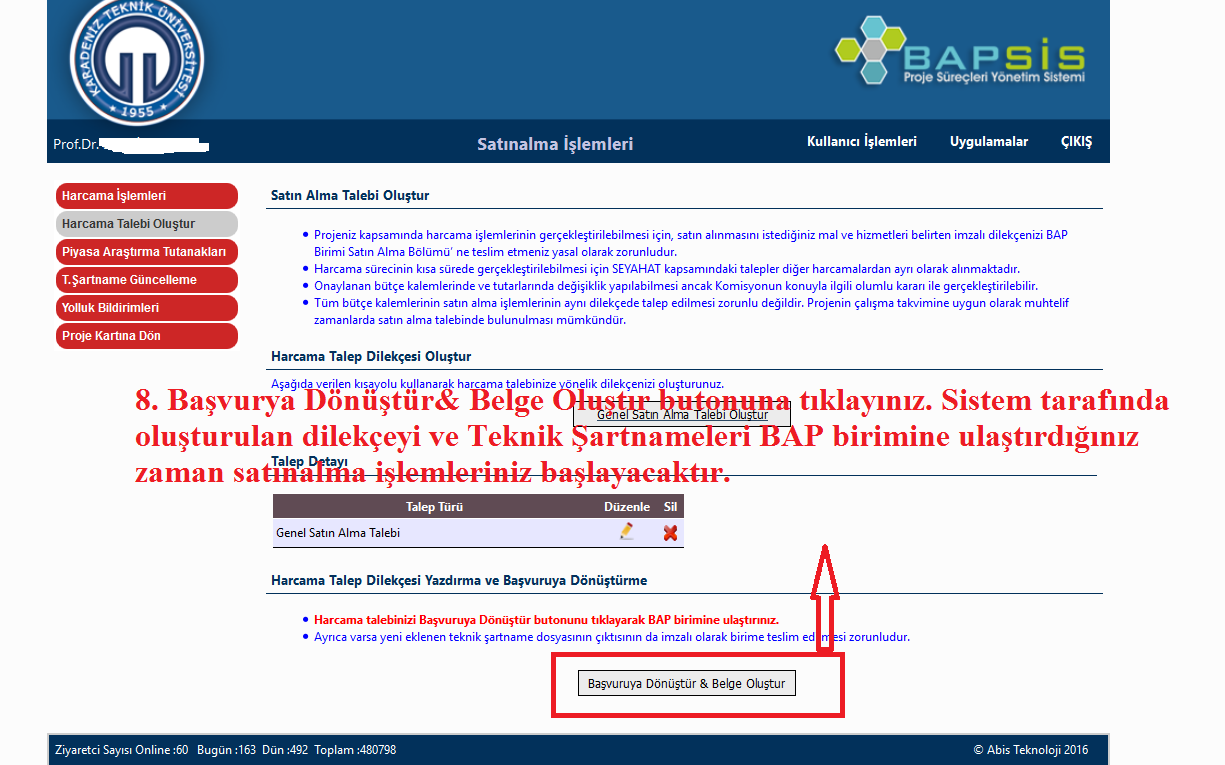 KARADENİZ TEKNİK ÜNİVERSİTESİ
1955
BAPSİS
Proje Süreçleri Yönetim Sistemi
Prof.Dr.
Satınalma İşlemleri
Kullanıcı İşlemleri Uygulamalar ÇIKIŞ
Harcama İşlemleri
Harcama Talebi Oluştur
Piyasa Araştırma Tutanakları
T.Şartname Güncelleme
Yolluk Bildirimleri
Proje Kartına Dön
Satın Alma Talebi Oluştur
Projeniz kapsamında harcama işlemlerinin gerçekleştirilebilmesi için, satın alınmasını istediğiniz mal ve hizmetleri belirten imzalı dilekçenizi BAP
Birimi Satın Alma Bölümü' ne teslim etmeniz yasal olarak zorunludur.
Harcama sürecinin kısa sürede gerçekleştirilebilmesi için SEYAHAT kapsamındaki talepler diğer harcamalardan ayrı olarak alınmaktadır.
Onaylanan bütçe kalemlerinde ve tutarlarında değişiklik yapılabilmesi ancak Komisyonun konuyla ilgili olumlu kararı ile gerçekleştirilebilir.
Tüm bütçe kalemlerinin satın alma işlemlerinin aynı dilekçede talep edilmesi zorunlu değildir. Projenin çalışma takvimine uygun olarak muhtelif
zamanlarda satın alma talebinde bulunulması mümkündür.
Harcama Talep Dilekçesi Oluştur
Aşağıda verilen kısayolu kullanarak harcama talebinize yönelik dilekçenizi oluşturunuz.
8. Başvurya Dönüştür& Belge Oluştır butonuna tıklayınız. Sistem tarafında
Genel Satın Alma Talebi Oluştur
oluşturulan dilekçeyi ve Teknik Şartnameleri BAP birimine ulaştırdığınız
Talep Detayı
zaman satınalma işlemleriniz başlayacaktır.
Talep Türü Düzenle Sil
Genel Satın Alma Talebi
Harcama Talep Dilekçesi Yazdırma ve Başvuruya Dönüştürme
Harcama talebinizi Başvuruya Dönüştür butonunu tıklayarak BAP birimine ulaştırınız.
Ayrıca varsa yeni eklenen teknik şartname dosyasının çıktısının da imzalı olarak birime teslim edilmesi zorunludur.
Başvuruya Dönüştür & Belge Oluştur
Ziyaretci Sayısı Online :60 Bugün :163 Dün :492 Toplam :480798
© Abis Teknoloji 2016